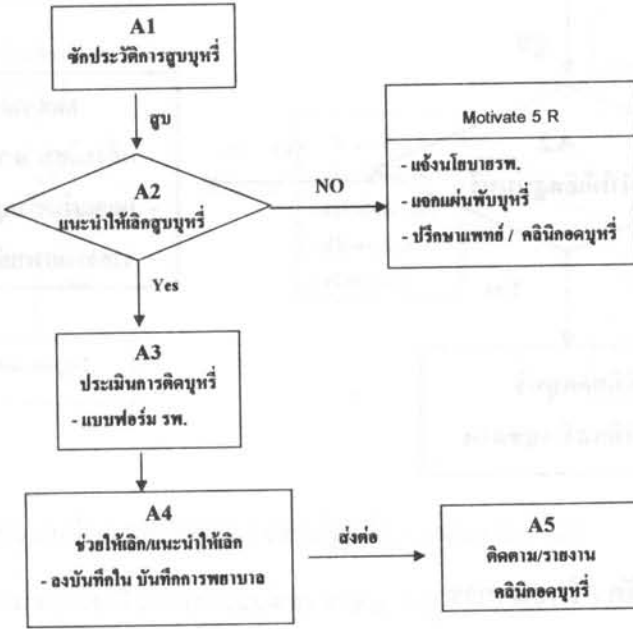 A1
ซักประวัติการสูบบุหรี่
สูบ
A2
แนะนำให้เลิกสูบบุหรี่
NO
Motivate 5 R
- แจ้งนโยบายรพ.
- แจกแผ่นพับบุหรี่
- ปรึกษาแพทย์ / คลินิกอดบุหรี่
Yes
A3
ประเมินการติดบุหรี่
- แบบฟอร์ม รพ.
A4
ช่วยให้เลิก/แนะนำให้เลิก
- ลงบันทึกใน บันทึกการพยาบาล
ส่งต่อ
A5
ติดตาม/รายงาน
คลินิกอดบุหรี่